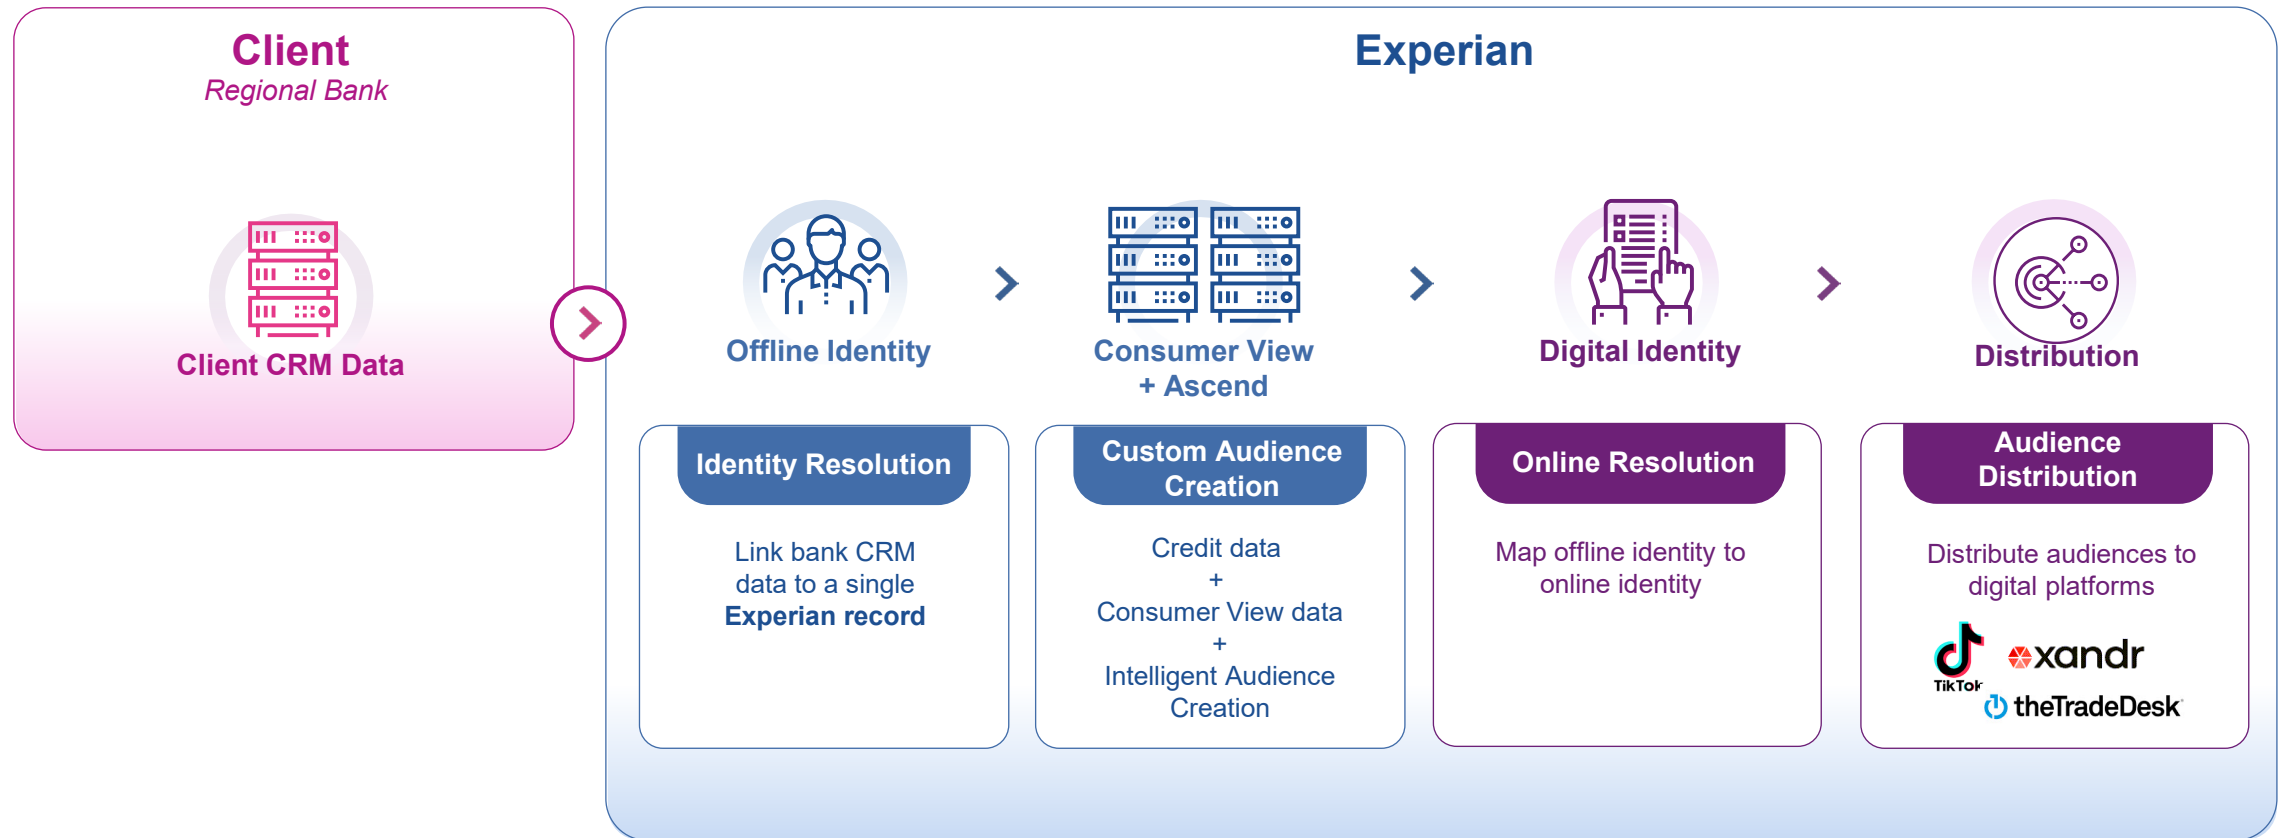 Client
Regional Bank
Client CRM Data
Experian
Offline Identity
Consumer View
+ Ascend
Digital Identity
Distribution
Identity Resolution
Link bank CRM
data to a single
Experian record
Custom Audience
Creation
Credit data
+
Consumer View data
+
Intelligent Audience
Creation
Online Resolution
Map offline identity to
online identity
Audience
Distribution
Distribute audiences to
digital platforms
TikTok
xandr
theTradeDesk